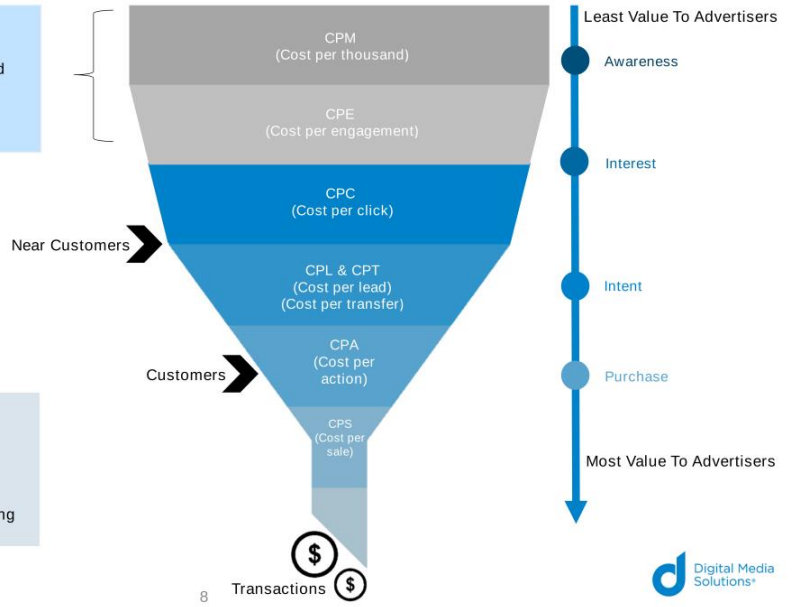 Least Value To Advertisers
CPM
(Cost per thousand)
Awareness
CPE
(Cost per engagement)
Interest
CPC
(Cost per click)
Near Customers
CPL & CPT
(Cost per lead)
(Cost per transfer)
Intent
CPA
(Cost per
action)
Customers
Purchase
CPS
(Cost per
sale)
Most Value To Advertisers
$
$
Transactions
8
Digital Media
Solutions